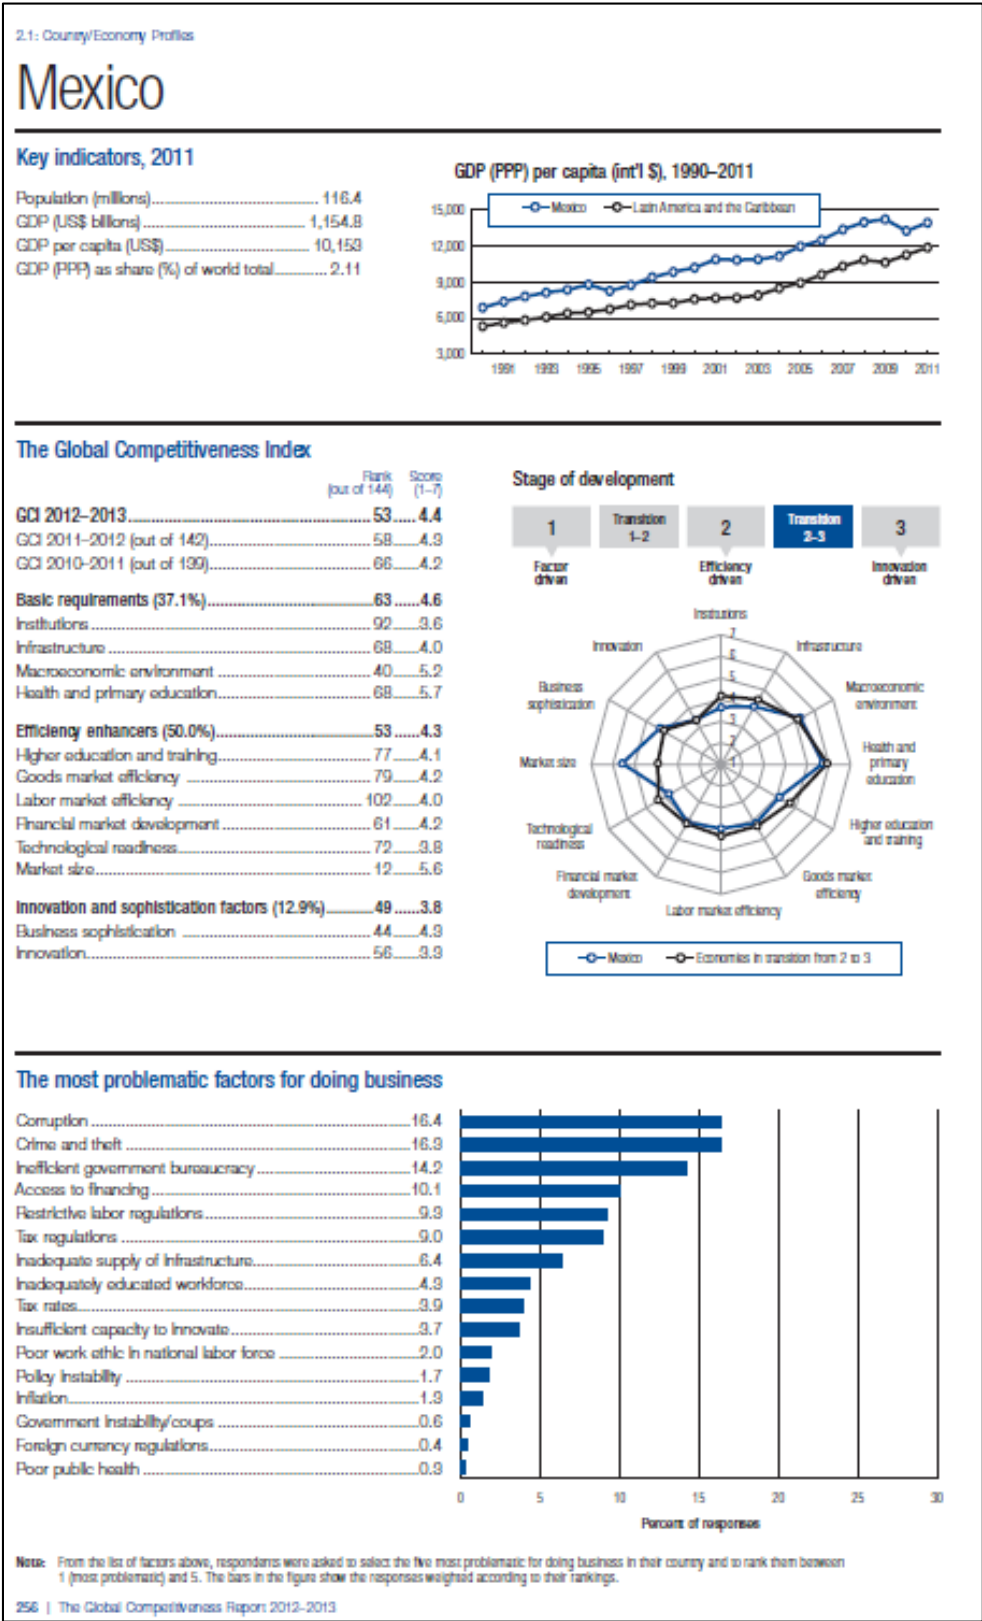 2.1: Country/Economy Profiles
Mexico
Key indicators, 2011
Population (millions) 116.4
GDP (US$ billions) 1,154.8
GDP per capita (US$) 10,153
GDP (PPP) as share (%) of world total 2.11
GDP (PPP) per capita (int'l $), 1990–2011
Mexico Latin America and the Caribbean
15,000
12,000
9,000
6,000
3,000
1991 1993 1995 1997 1999 2001 2003 2005 2007 2009 2011
The Global Competitiveness Index
Rank Score
(out of 144) (1–7)
GCI 2012–2013 53 4.4
GCI 2011–2012 (out of 142) 58 4.3
GCI 2010–2011 (out of 139) 66 4.2
Basic requirements (37.1%) 63 4.6
Institutions 92 3.6
Infrastructure 68 4.0
Macroeconomic environment 40 5.2
Health and primary education 68 5.7
Efficiency enhancers (50.0%) 53 4.3
Higher education and training 77 4.1
Goods market efficiency 79 4.2
Labor market efficiency 102 4.0
Financial market development 61 4.2
Technological readiness 72 3.8
Market size 12 5.6
Innovation and sophistication factors (12.9%) 49 3.8
Business sophistication 44 4.3
Innovation 56 3.3
Stage of development
1 Transition 2 Transition 3
1–2 2–3
Factor Efficiency Innovation
driven driven driven
Institutions
Infrastructure
Macroeconomic
environment
Health and
primary
education
Higher education
and training
Goods market
efficiency
Labor market efficiency
Financial market
development
Technological
readiness
Market size
Business
sophistication
Innovation
7
6
5
4
3
2
1
Mexico Economies in transition from 2 to 3
The most problematic factors for doing business
Corruption 16.4
Crime and theft 16.3
Inefficient government bureaucracy 14.2
Access to financing 10.1
Restrictive labor regulations 9.3
Tax regulations 9.0
Inadequate supply of infrastructure 6.4
Inadequately educated workforce 4.3
Tax rates 3.9
Insufficient capacity to innovate 3.7
Poor work ethic in national labor force 2.0
Policy instability 1.7
Inflation 1.3
Government instability/coups 0.6
Foreign currency regulations 0.4
Poor public health 0.3
0 5 10 15 20 25 30
Percent of responses
Note: From the list of factors above, respondents were asked to select the five most problematic for doing business in their country and to rank them between
1 (most problematic) and 5. The bars in the figure show the responses weighted according to their rankings.
256 | The Global Competitiveness Report 2012–2013